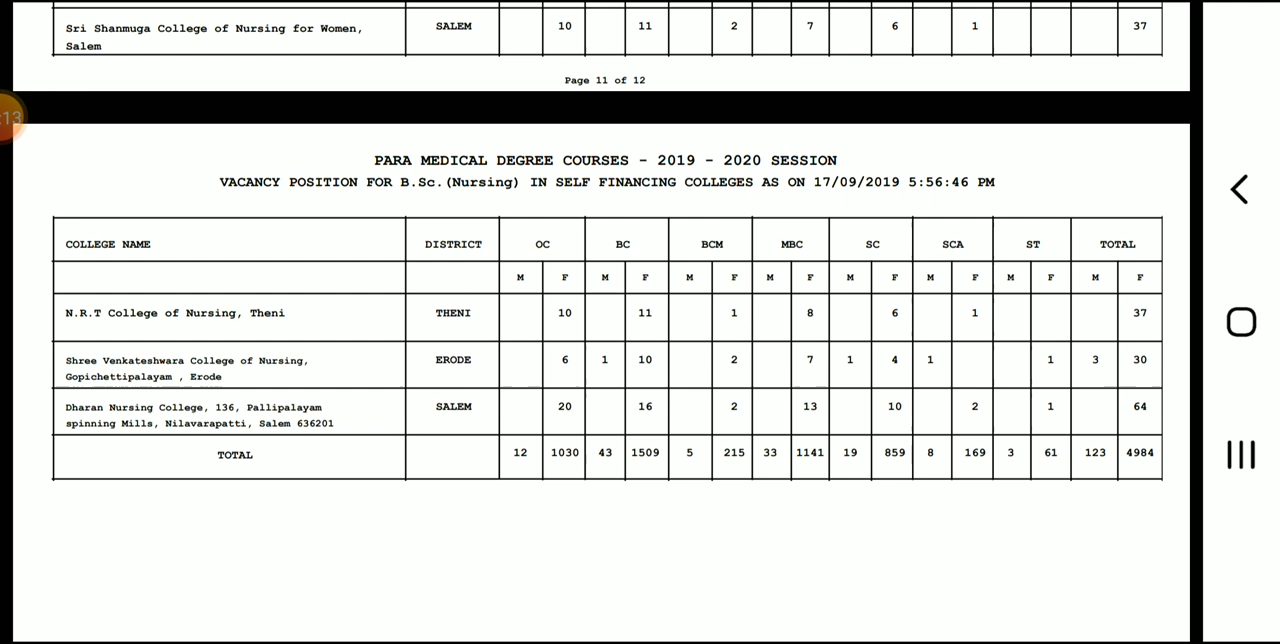 Sri Shanmuga College of Nursing for Women, SALEM 10 11 2 7 6 1 37
Salem
Page 11 of 12
:13
PARA MEDICAL DEGREE COURSES - 2019 - 2020 SESSION
VACANCY POSITION FOR B.Sc.(Nursing) IN SELF FINANCING COLLEGES AS ON 17/09/2019 5:56:46 PM
COLLEGE NAME DISTRICT OC BC BCM MBC SC SCA ST TOTAL
M F M F M F M F M F M F M F M F
N.R.T College of Nursing, Theni THENI 10 11 1 8 6 1 37
Shree Venkateshwara College of Nursing, ERODE 6 1 10 2 7 1 4 1 1 3 30
Gopichettipalayam , Erode
Dharan Nursing College, 136, Pallipalayam SALEM 20 16 2 13 10 2 1 64
spinning Mills, Nilavarapatti, Salem 636201
TOTAL 12 1030 43 1509 5 215 33 1141 19 859 8 169 3 61 123 4984